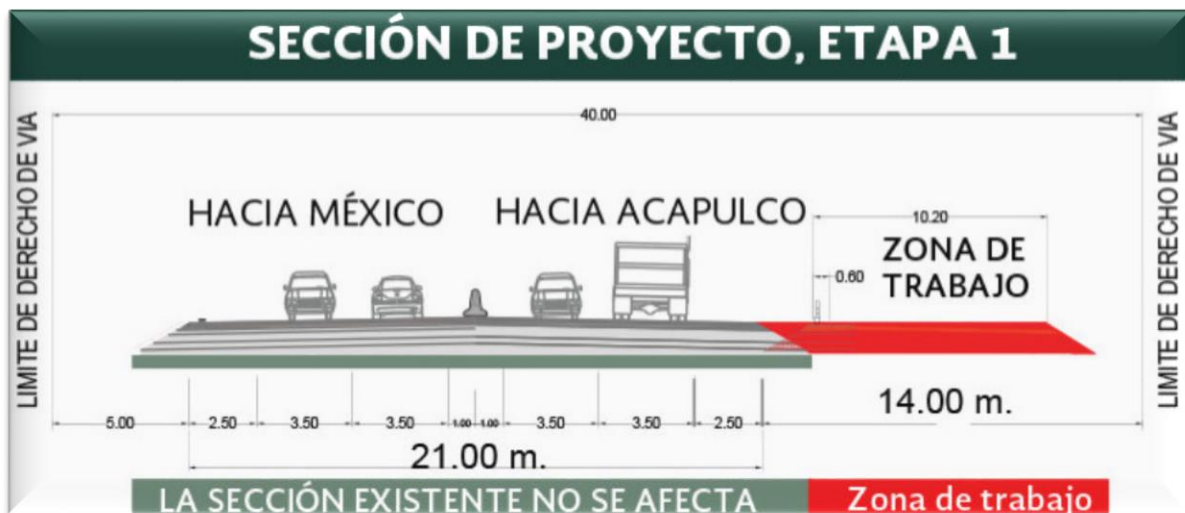 SECCIÓN DE PROYECTO, ETAPA 1
LIMITE DE DERECHO DE VIA
40.00
LIMITE DE DERECHO DE VIA
HACIA MÉXICO
HACIA ACAPULCO
10.20
ZONA DE
TRABAJO
0.60
5.00 2.50 3.50 3.50 1.00 1.00 3.50 3.50 2.50
14.00 m.
21.00 m.
LA SECCIÓN EXISTENTE NO SE AFECTA
Zona de trabajo